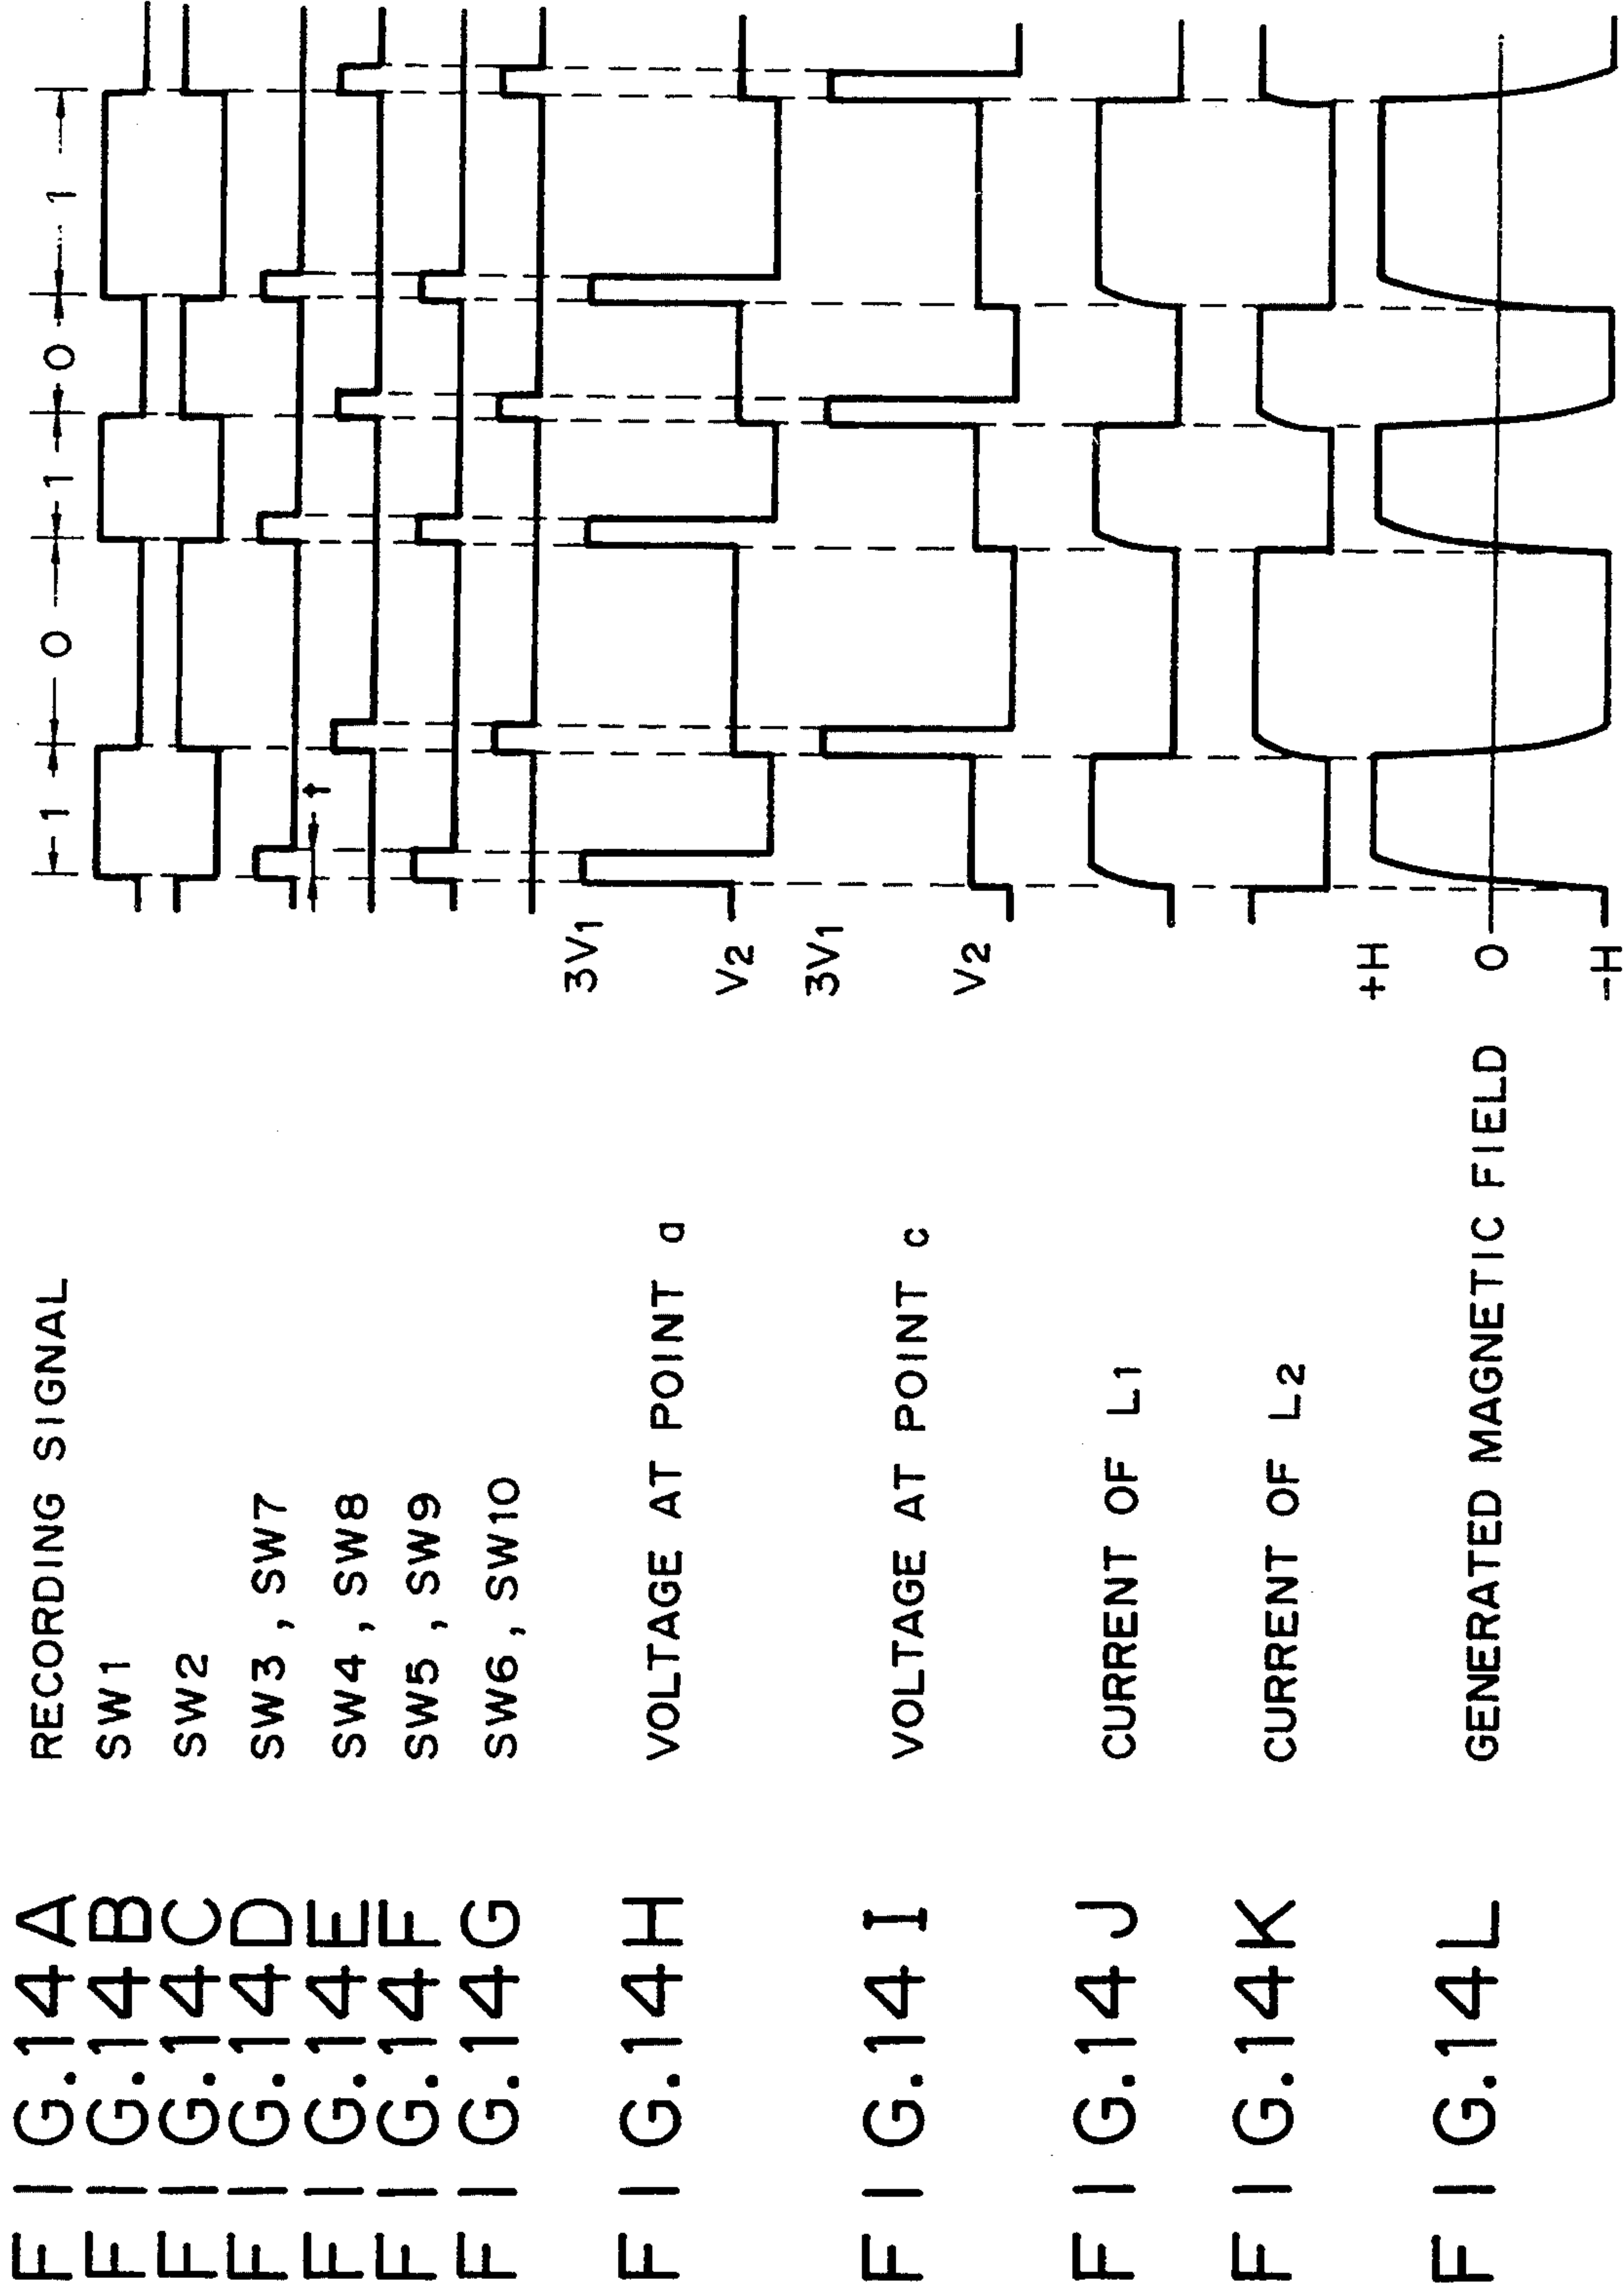 FIG.14A RECORDING SIGNAL 1 0 1 0 1
FIG.14B SW1
FIG.14C SW2
FIG.14D SW3, SW7
t
FIG.14E SW4, SW8
FIG.14F SW5, SW9
FIG.14G SW6, SW10
3V1
FIG.14H VOLTAGE AT POINT a
V2
3V1
FIG.14I VOLTAGE AT POINT c
V2
FIG.14J CURRENT OF L1
FIG.14K CURRENT OF L2
+H
FIG.14L GENERATED MAGNETIC FIELD 0
-H